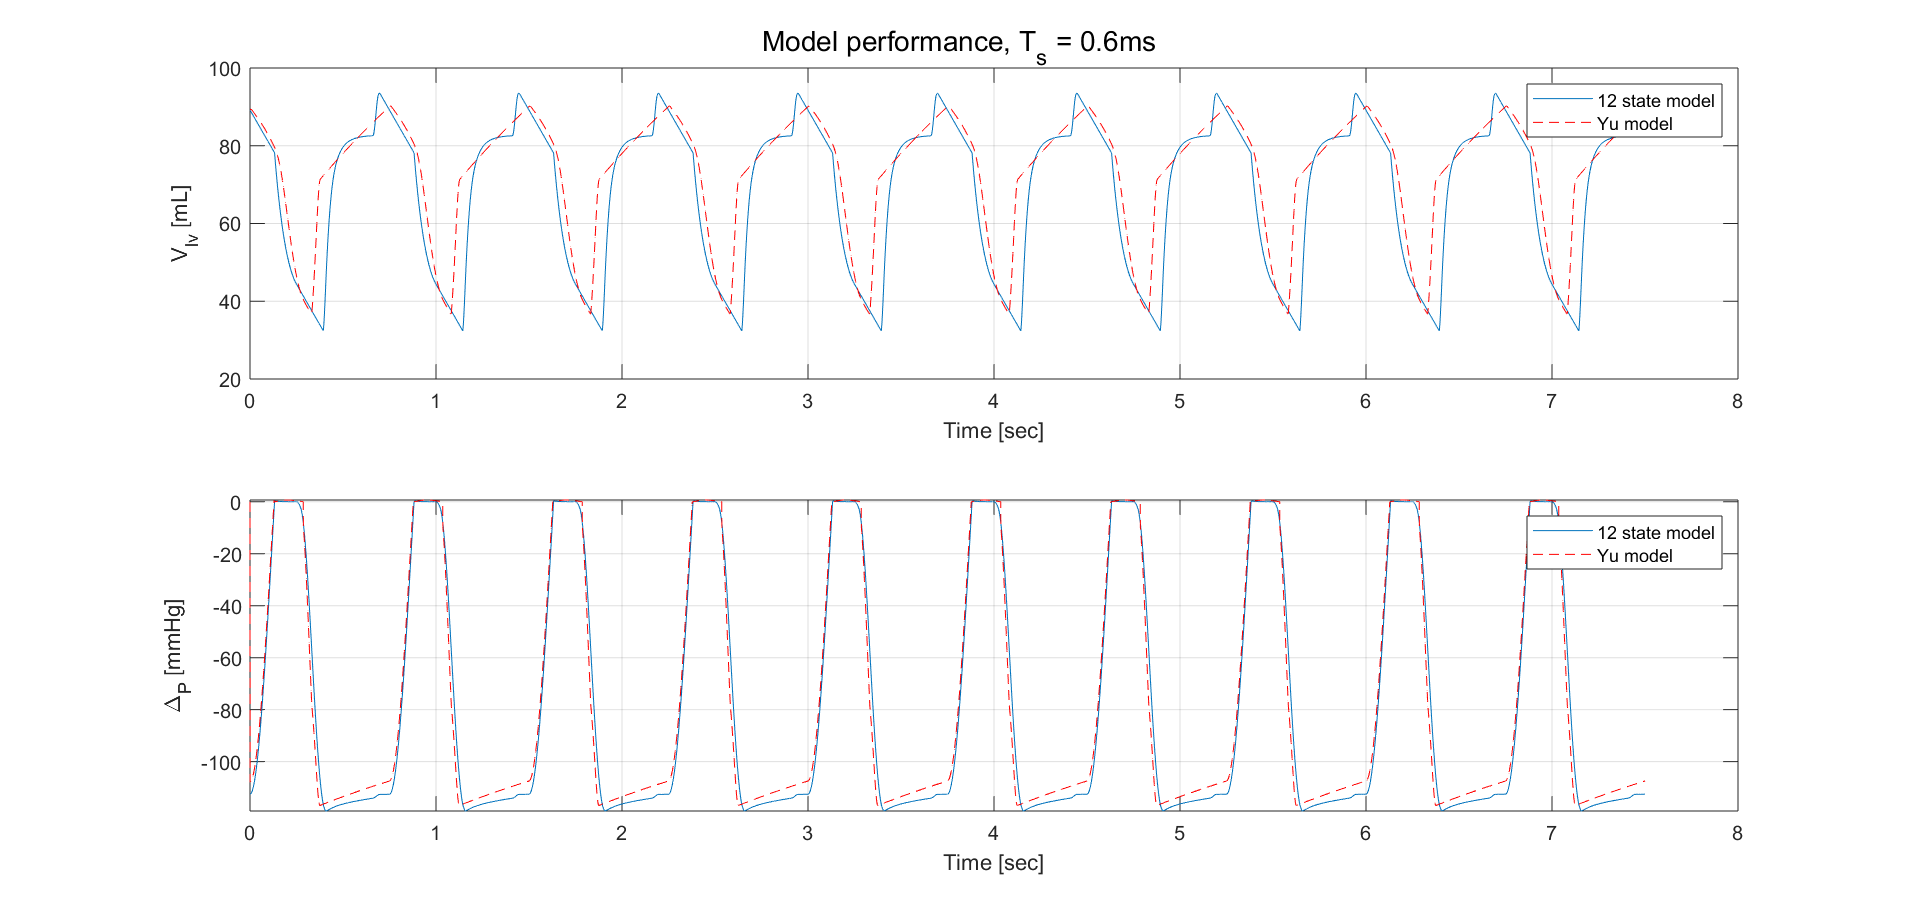 Model performance, T_s = 0.6ms
100
80
60
40
20
V_lv [mL]
12 state model
Yu model
0 1 2 3 4 5 6 7 8
Time [sec]
0
-20
-40
-60
-80
-100
Δ_P [mmHg]
12 state model
Yu model
0 1 2 3 4 5 6 7 8
Time [sec]